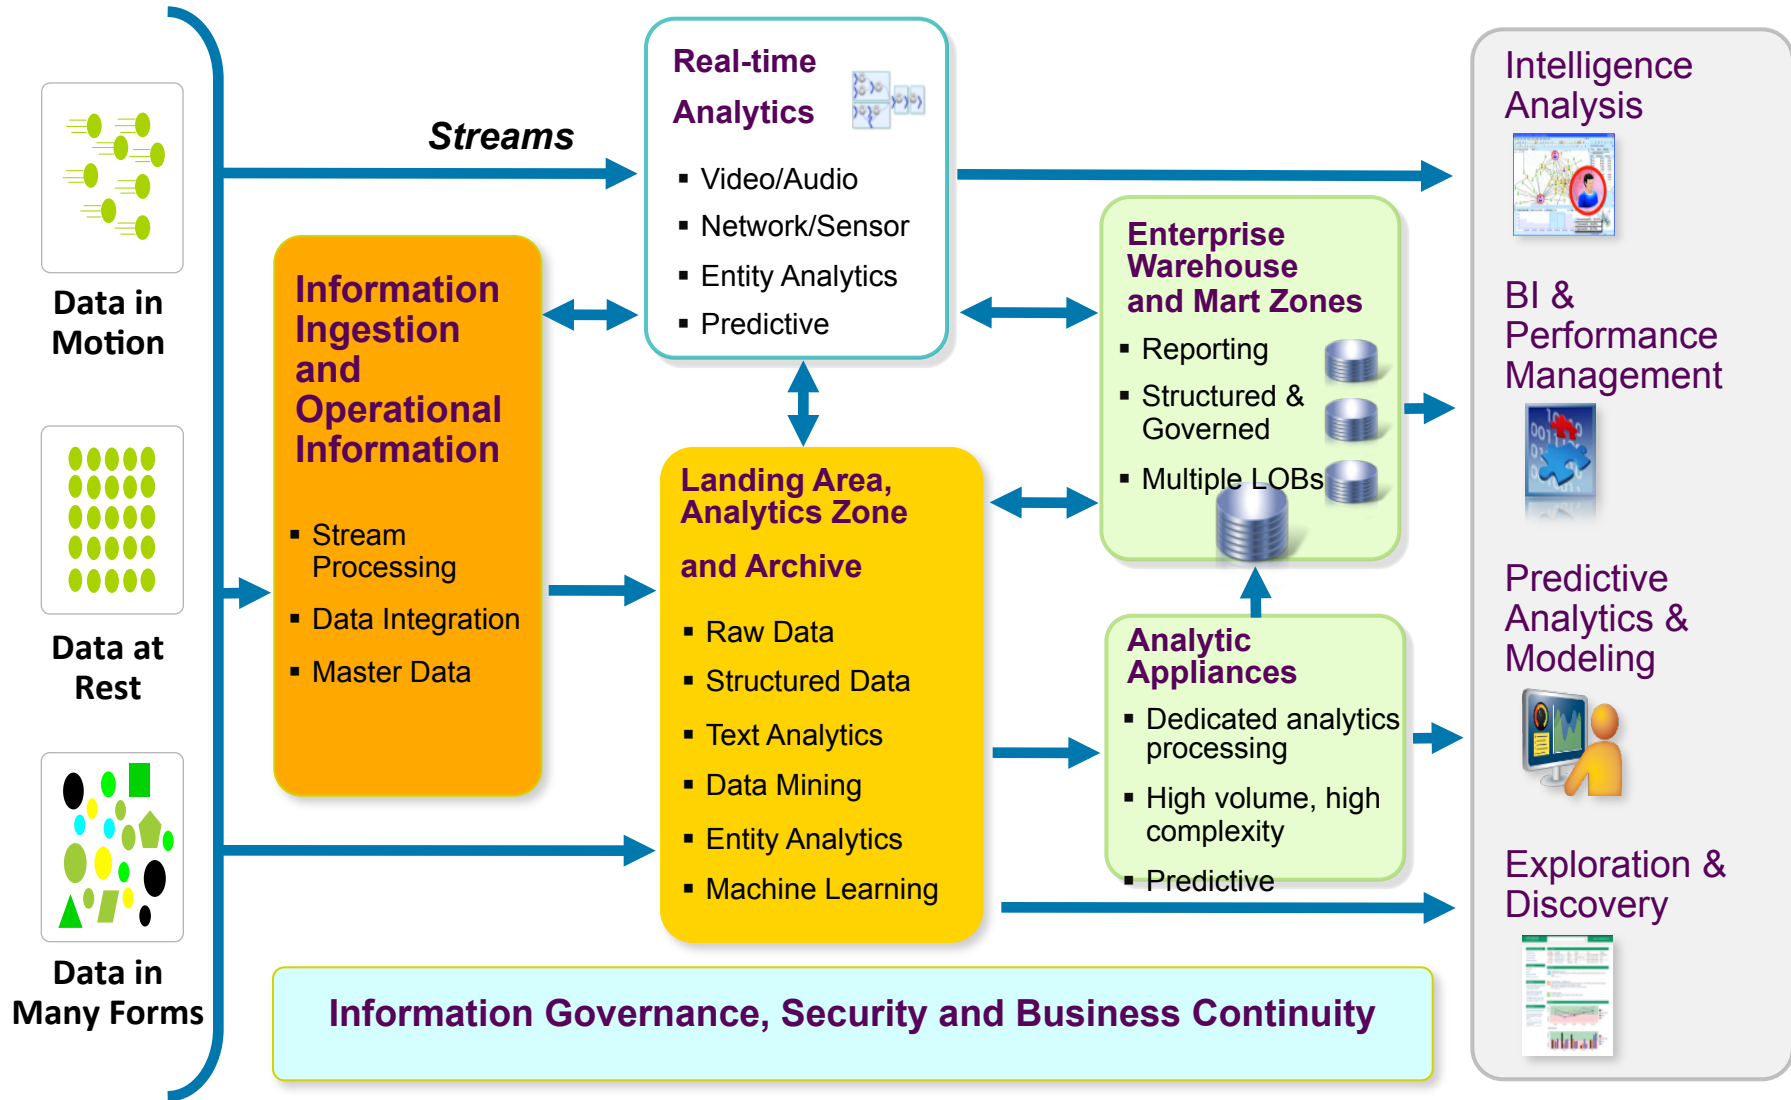 Data in
Motion
Data at
Rest
Data in
Many Forms
Streams
Information
Ingestion
and
Operational
Information
▪ Stream
Processing
▪ Data Integration
▪ Master Data
Real-time
Analytics
▪ Video/Audio
▪ Network/Sensor
▪ Entity Analytics
▪ Predictive
Landing Area,
Analytics Zone
and Archive
▪ Raw Data
▪ Structured Data
▪ Text Analytics
▪ Data Mining
▪ Entity Analytics
▪ Machine Learning
Enterprise
Warehouse
and Mart Zones
▪ Reporting
▪ Structured &
Governed
▪ Multiple LOBs
Analytic
Appliances
▪ Dedicated analytics
processing
▪ High volume, high
complexity
▪ Predictive
Intelligence
Analysis
BI &
Performance
Management
Predictive
Analytics &
Modeling
Exploration &
Discovery
Information Governance, Security and Business Continuity